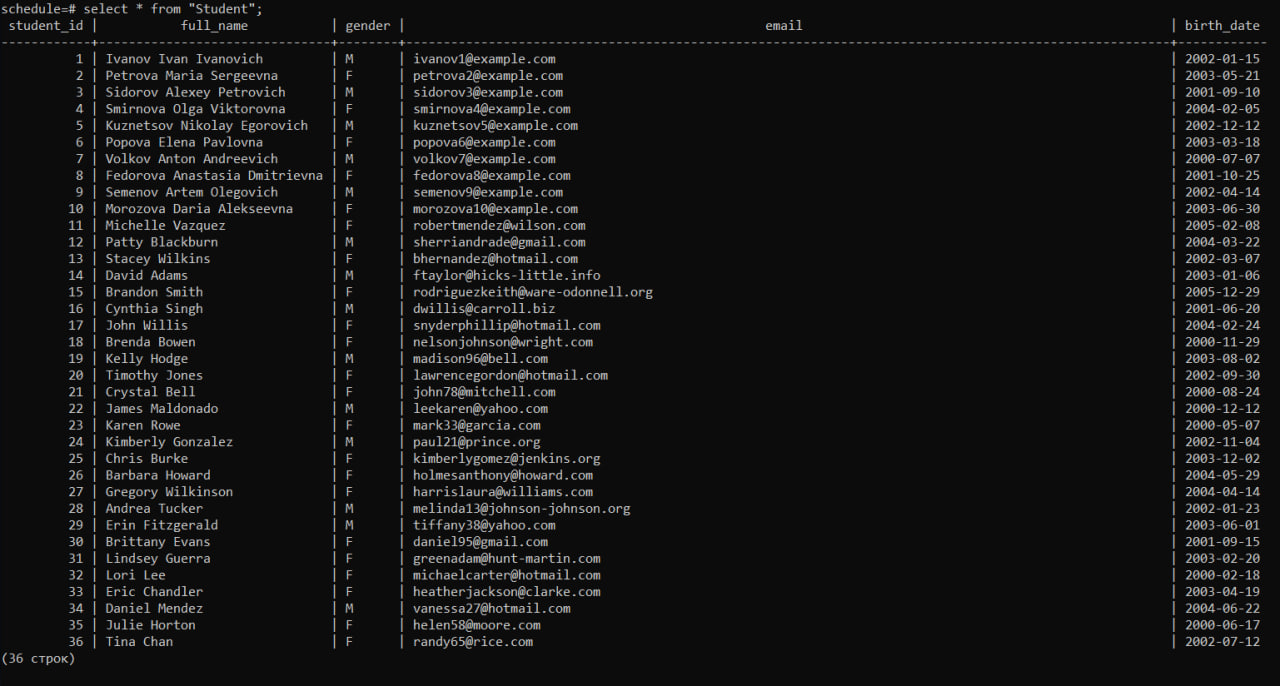 schedule=# select * from "Student";
 student_id |          full_name           | gender |                                                email                                                 | birth_date
------------+------------------------------+--------+------------------------------------------------------------------------------------------------------+------------
          1 | Ivanov Ivan Ivanovich        | M      | ivanov1@example.com | 2002-01-15
          2 | Petrova Maria Sergeevna      | F      | petrova2@example.com | 2003-05-21
          3 | Sidorov Alexey Petrovich     | M      | sidorov3@example.com | 2001-09-10
          4 | Smirnova Olga Viktorovna     | F      | smirnova4@example.com | 2004-02-05
          5 | Kuznetsov Nikolay Egorovich  | M      | kuznetsov5@example.com | 2002-12-12
          6 | Popova Elena Pavlovna        | F      | popova6@example.com | 2003-03-18
          7 | Volkov Anton Andreevich      | M      | volkov7@example.com | 2000-07-07
          8 | Fedorova Anastasia Dmitrievna | F      | fedorova8@example.com | 2001-10-25
          9 | Semenov Artem Olegovich      | M      | semenov9@example.com | 2002-04-14
         10 | Morozova Daria Alekseevna    | F      | morozova10@example.com | 2003-06-30
         11 | Michelle Vazquez             | F      | robertmendez@wilson.com | 2005-02-08
         12 | Patty Blackburn              | M      | sherriandrade@gmail.com | 2004-03-22
         13 | Stacey Wilkins               | F      | bhernandez@hotmail.com | 2002-03-07
         14 | David Adams                  | M      | ftaylor@hicks-little.info | 2003-01-06
         15 | Brandon Smith                | F      | rodriguezkeith@ware-odonnell.org | 2005-12-29
         16 | Cynthia Singh                | M      | dwillis@carroll.biz | 2001-06-20
         17 | John Willis                  | F      | snyderphillip@hotmail.com | 2004-02-24
         18 | Brenda Bowen                 | F      | nelsonjohnson@wright.com | 2000-11-29
         19 | Kelly Hodge                  | M      | madison96@bell.com | 2003-08-02
         20 | Timothy Jones                | F      | lawrencegordon@hotmail.com | 2002-09-30
         21 | Crystal Bell                 | F      | john78@mitchell.com | 2000-08-24
         22 | James Maldonado              | M      | leekaren@yahoo.com | 2000-12-12
         23 | Karen Rowe                   | F      | mark33@garcia.com | 2000-05-07
         24 | Kimberly Gonzalez            | M      | paul21@prince.org | 2002-11-04
         25 | Chris Burke                  | F      | kimberlygomez@jenkins.org | 2003-12-02
         26 | Barbara Howard               | F      | holmesanthony@howard.com | 2004-05-29
         27 | Gregory Wilkinson            | F      | harrislaura@williams.com | 2004-04-14
         28 | Andrea Tucker                | M      | melinda13@johnson-johnson.org | 2002-01-23
         29 | Erin Fitzgerald              | M      | tiffany38@yahoo.com | 2003-06-01
         30 | Brittany Evans               | F      | daniel95@gmail.com | 2001-09-15
         31 | Lindsey Guerra               | F      | greenadam@hunt-martin.com | 2003-02-20
         32 | Lori Lee                     | F      | michaelcarter@hotmail.com | 2000-02-18
         33 | Eric Chandler                | F      | heatherjackson@clarke.com | 2003-04-19
         34 | Daniel Mendez                | M      | vanessa27@hotmail.com | 2004-06-22
         35 | Julie Horton                 | F      | helen58@moore.com | 2000-06-17
         36 | Tina Chan                    | F      | randy65@rice.com | 2002-07-12
(36 строк)